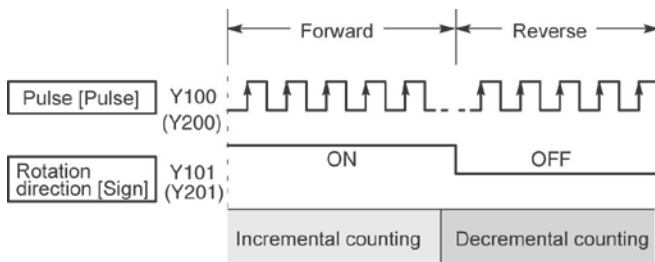 Forward
Reverse
Pulse [Pulse]
Y100
(Y200)
Rotation
direction [Sign]
Y101
(Y201)
ON
OFF
Incremental counting
Decremental counting